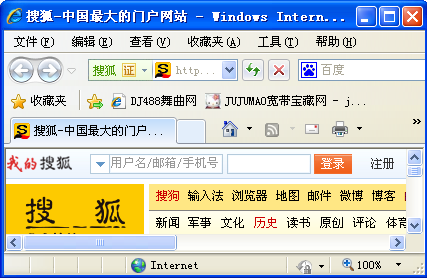 搜狐-中国最大的门户网站 - Windows Intern...
文件(F) 编辑(E) 查看(V) 收藏夹(A) 工具(T) 帮助(H)
搜狐 证 http... 百度
收藏夹 DJ488舞曲网 JUJUMAO宽带宝藏网 - j...
搜狐-中国最大的门户网...
我的搜狐 用户名/邮箱/手机号 登录 注册
搜狐
搜狗 输入法 浏览器 地图 邮件 微博 博客
新闻 军事 文化 历史 读书 原创 评论 体育
Internet 100%